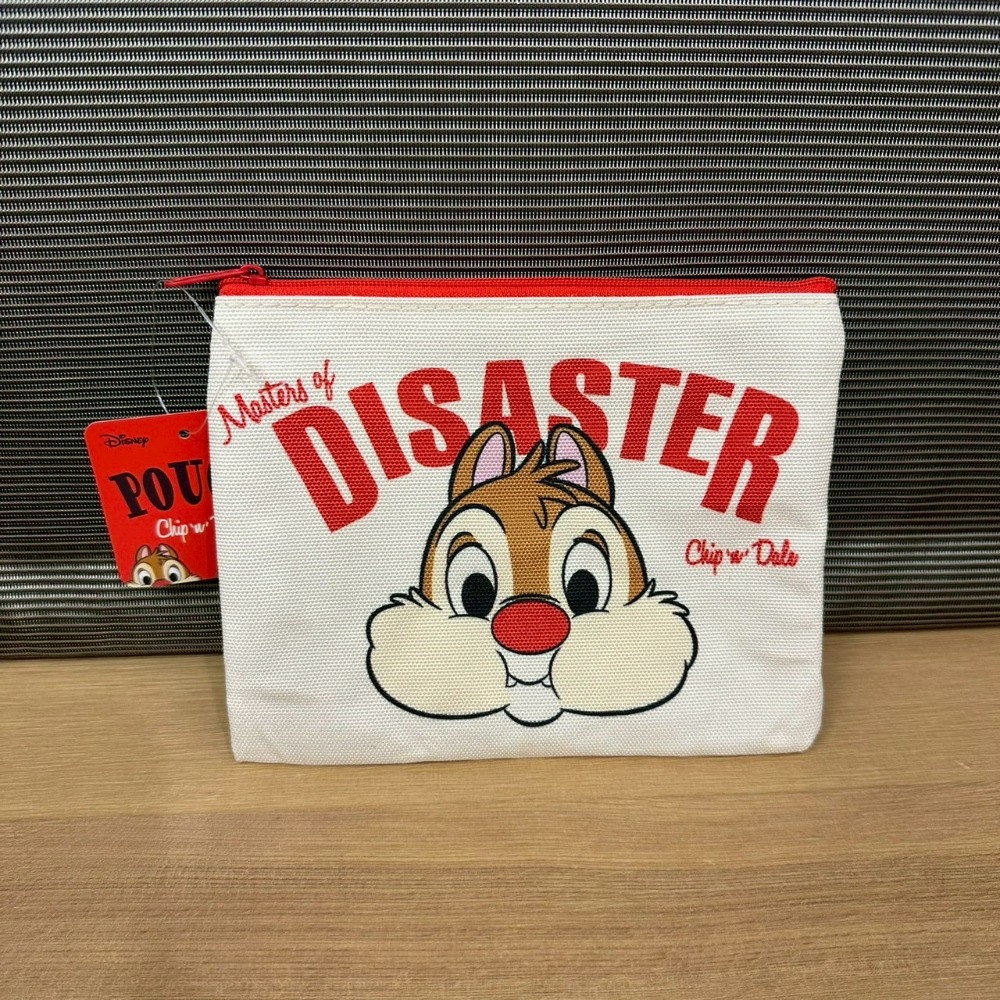 Masters of
DISASTER
Chip 'n' Dale
Disney
POU
Chip 'n'